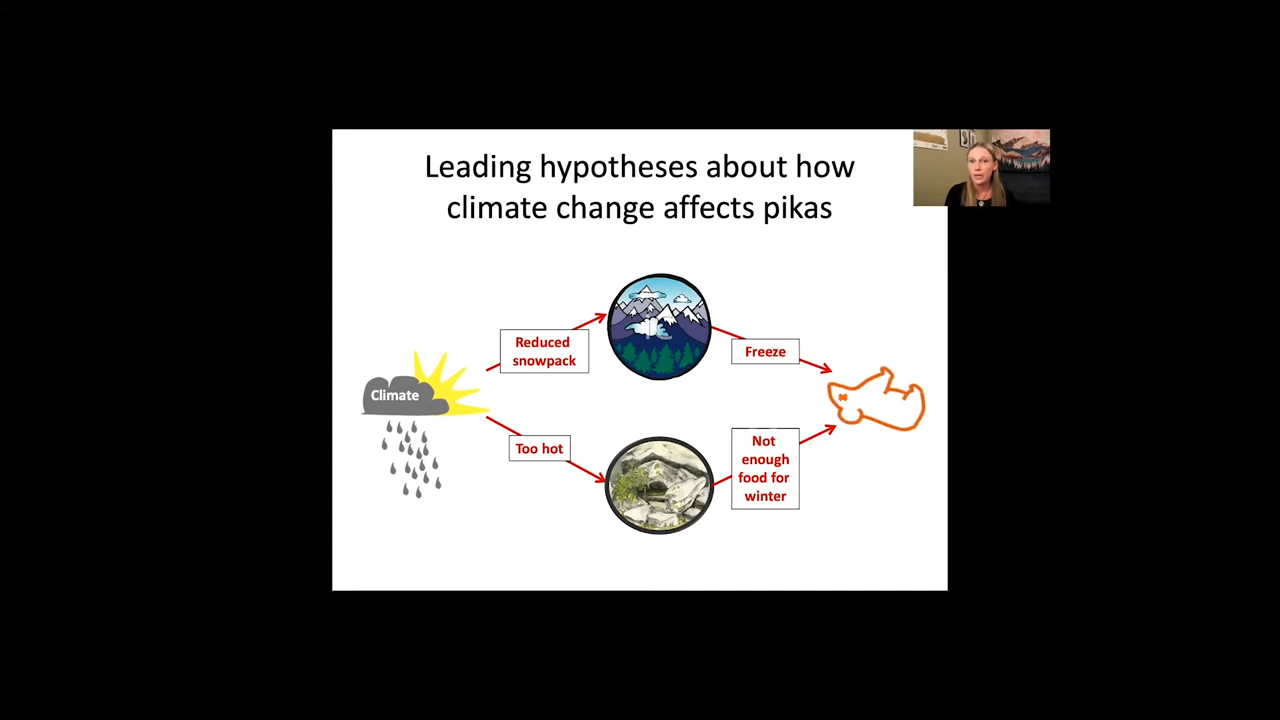 Leading hypotheses about how
climate change affects pikas
Reduced
snowpack
Freeze
Climate
Too hot
Not
enough
food for
winter